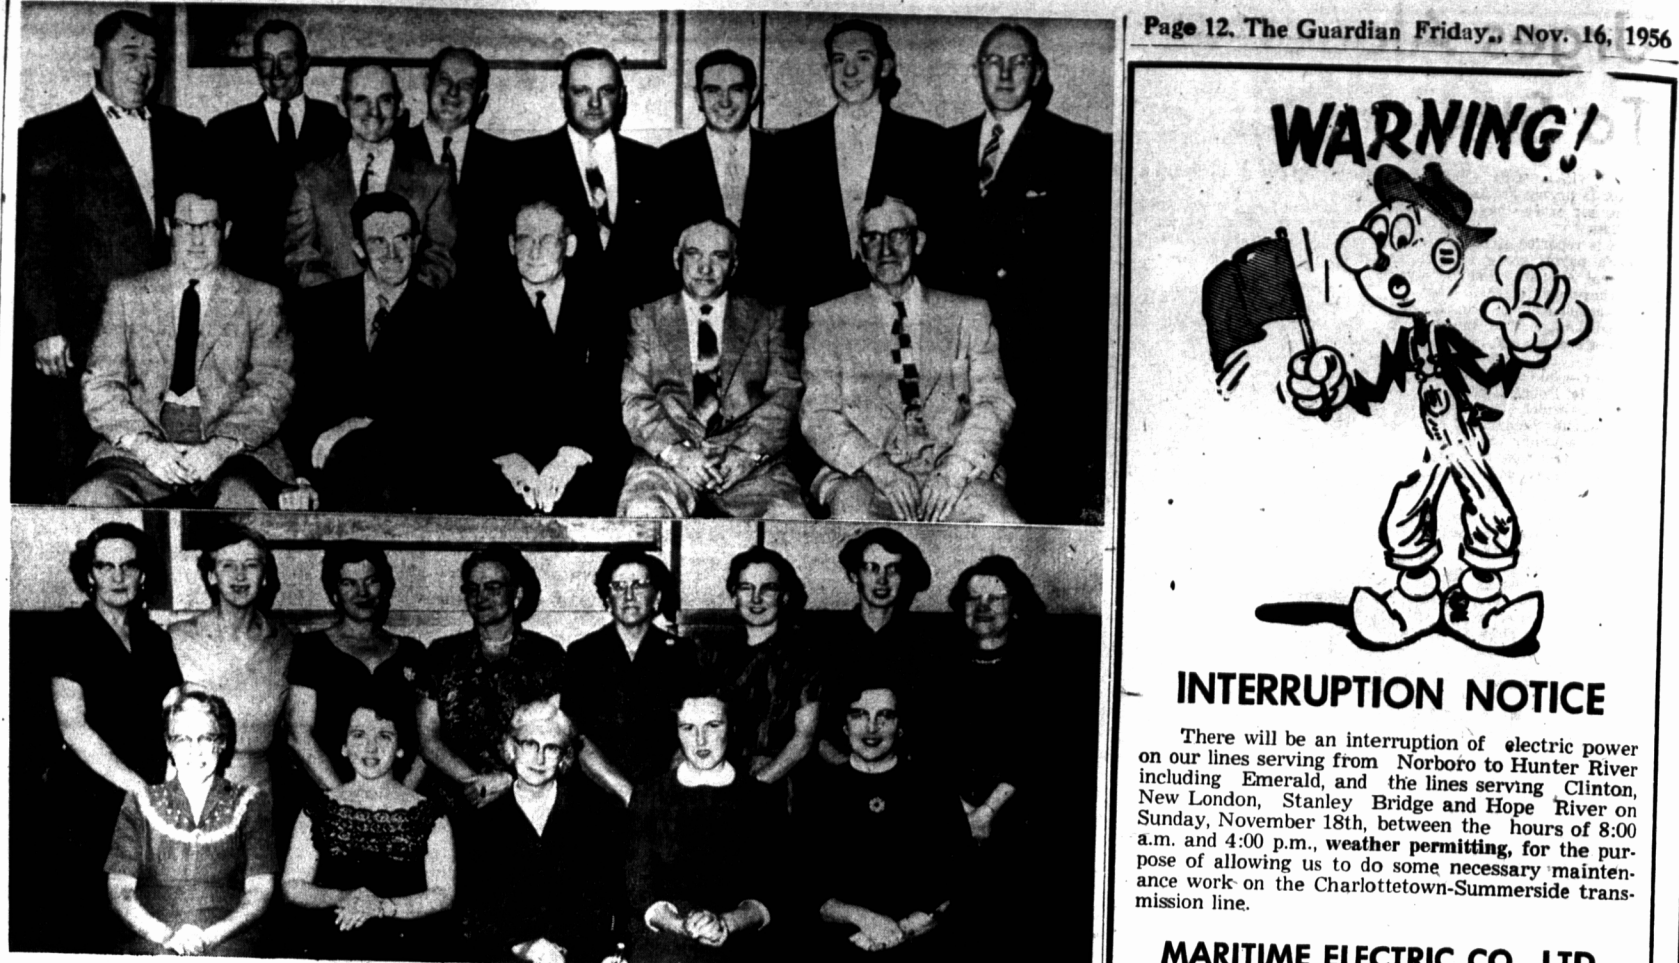 Page 12. The Guardian Friday., Nov. 16, 1956
WARNING!
INTERRUPTION NOTICE
There will be an interruption of electric power
on our lines serving from Norboro to Hunter River
including Emerald, and the lines serving Clinton,
New London, Stanley Bridge and Hope River on
Sunday, November 18th, between the hours of 8:00
a.m. and 4:00 p.m., weather permitting, for the pur-
pose of allowing us to do some necessary mainten-
ance work on the Charlottetown-Summerside trans-
mission line.
MARITIME ELECTRIC CO. LTD.